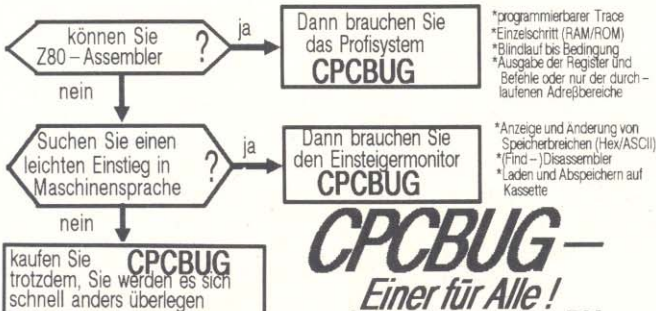 können Sie
Z80-Assembler ?
ja
Dann brauchen Sie
das Profisystem
CPCBUG
*programmierbarer Trace
*Einzelschritt (RAM/ROM)
*Blindlauf bis Bedingung
*Ausgabe der Register und
Befehle oder nur der durch-
laufenen Adreßbereiche
nein
Suchen Sie einen
leichten Einstieg in
Maschinensprache ?
ja
Dann brauchen Sie
den Einsteigermonitor
CPCBUG
*Anzeige und Änderung von
Speicherbreichen (Hex/ASCII)
*(Find-)Disassembler
*Laden und Abspeichern auf
Kassette
nein
kaufen Sie CPCBUG
trotzdem, Sie werden es sich
schnell anders überlegen
CPCBUG –
Einer für Alle !